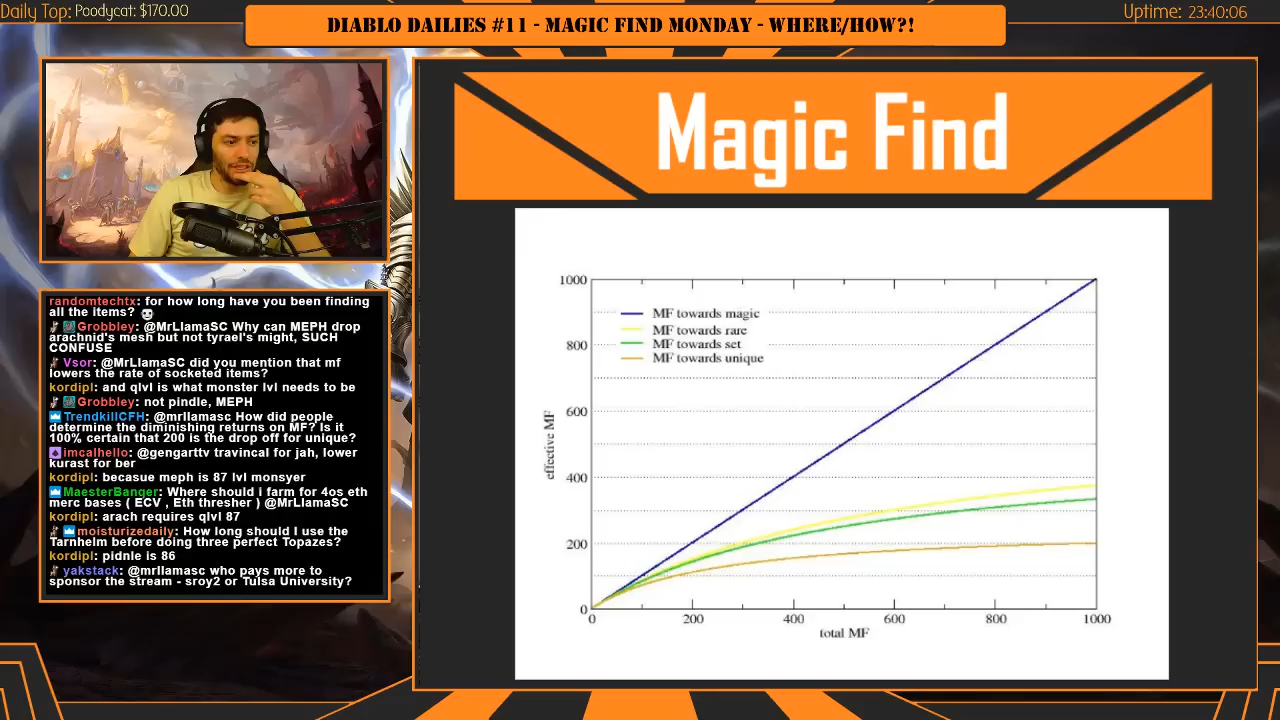 Daily Top: Poodycat: $170.00
DIABLO DAILIES #11 - MAGIC FIND MONDAY - WHERE/HOW?!
Uptime: 23:40:06
randomtechtx: for how long have you been finding
all the items?
Grobbley: @MrLlamaSC Why can MEPH drop
arachnid's mesh but not tyrael's might, SUCH
CONFUSE
Vsor: @MrLlamaSC did you mention that mf
lowers the rate of socketed items?
kordipl: and qlvl is what monster lvl needs to be
Grobbley: not pindle, MEPH
TrendkillCFH: @mrllamasc How did people
determine the diminishing returns on MF? Is it
100% certain that 200 is the drop off for unique?
imcalhello: @gengarttv travincal for jah, lower
kurast for ber
kordipl: becasue meph is 87 lvl monsyer
MaesterBanger: Where should i farm for 4os eth
merc bases ( ECV , Eth thresher ) @MrLlamaSC
kordipl: arach requires qlvl 87
moisturizedaily: How long should I use the
Tarnhelm before doing three perfect Topazes?
kordipl: pidnle is 86
yakstack: @mrllamasc who pays more to
sponsor the stream - sroy2 or Tulsa University?
Magic Find
MF towards magic
MF towards rare
MF towards set
MF towards unique
effective MF
1000
800
600
400
200
0
0 200 400 600 800 1000
total MF